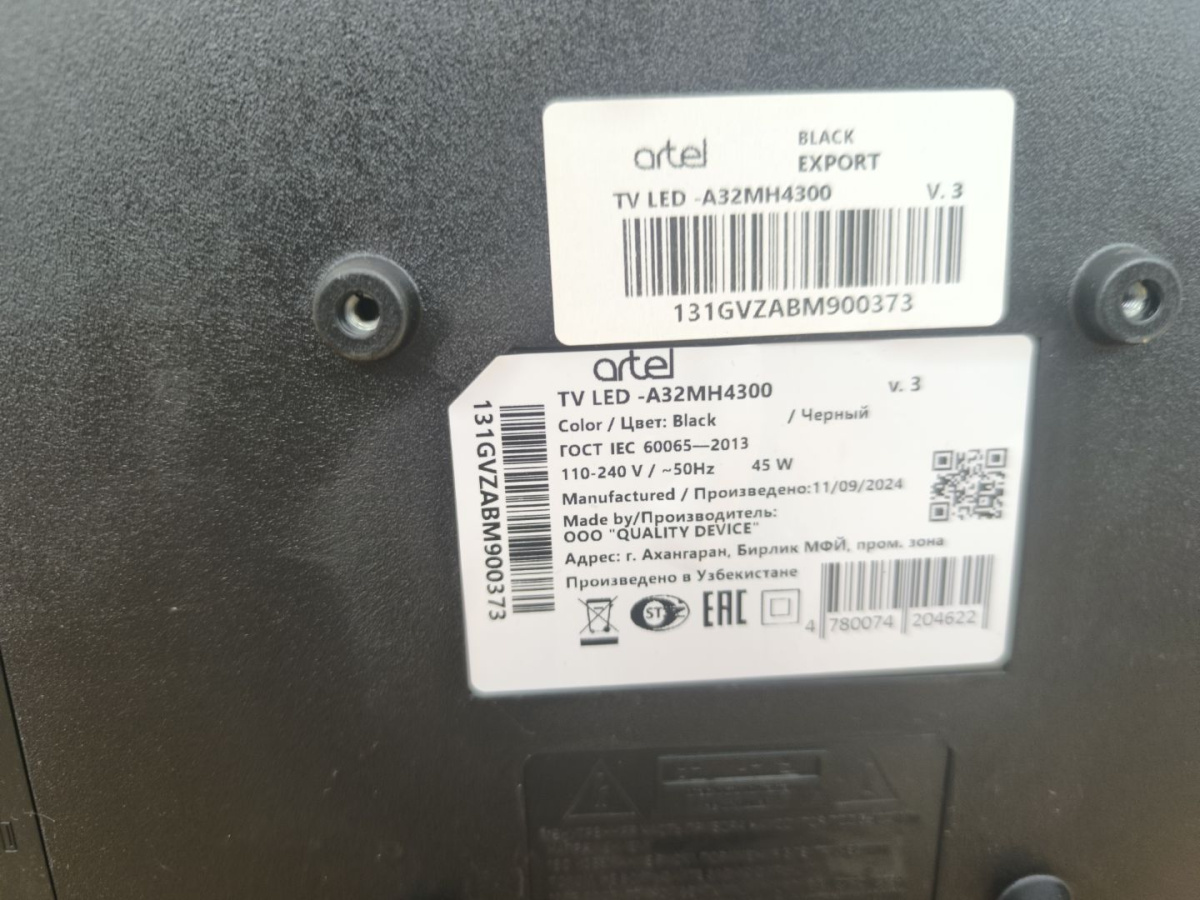 artel
BLACK
EXPORT
TV LED -A32MH4300 V. 3
131GVZABM900373
artel
TV LED -A32MH4300 v. 3
Color / Цвет: Black / Черный
ГОСТ IEC 60065—2013
110-240 V / ~50Hz 45 W
Manufactured / Произведено:11/09/2024
Made by/Производитель:
ООО "QUALITY DEVICE"
Адрес: г. Ахангаран, Бирлик МФЙ, пром. зона
Произведено в Узбекистане
ST EAC
4 780074 204622
131GVZABM900373